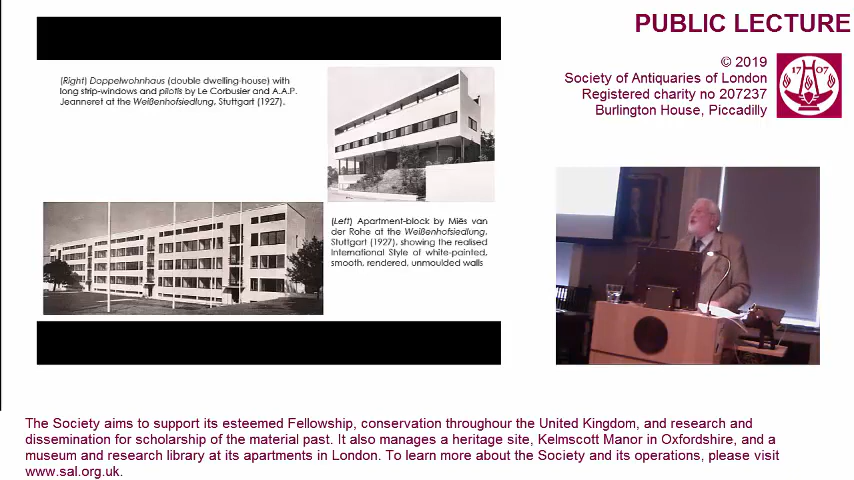 PUBLIC LECTURE
© 2019
Society of Antiquaries of London
Registered charity no 207237
Burlington House, Piccadilly
17 07
(Right) Doppelwohnhaus (double dwelling-house) with
long strip-windows and pilotis by Le Corbusier and A.A.P.
Jeanneret at the Weißenhofsiedlung, Stuttgart (1927).
(Left) Apartment-block by Miës van
der Rohe at the Weißenhofsiedlung,
Stuttgart (1927), showing the realised
International Style of white-painted,
smooth, rendered, unmoulded walls
The Society aims to support its esteemed Fellowship, conservation throughour the United Kingdom, and research and
dissemination for scholarship of the material past. It also manages a heritage site, Kelmscott Manor in Oxfordshire, and a
museum and research library at its apartments in London. To learn more about the Society and its operations, please visit
www.sal.org.uk.